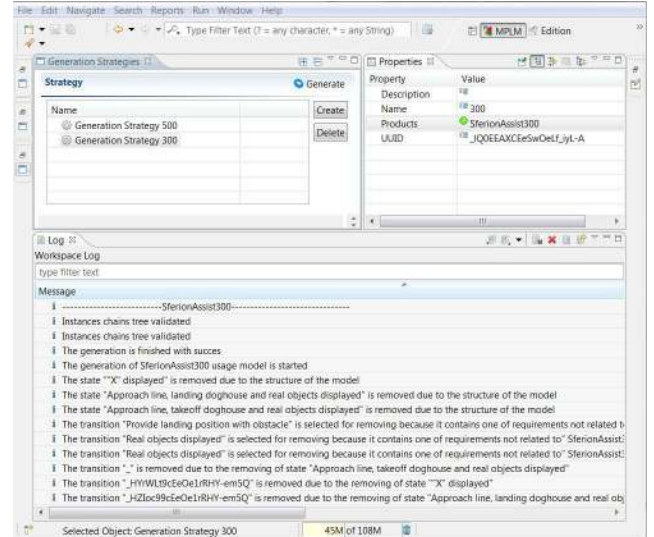 File Edit Navigate Search Reports Run Window Help
Type Filter Text (? = any character, * = any String)
MPLM
Edition
Generation Strategies
Strategy
Generate
Name
Create
Generation Strategy 500
Delete
Generation Strategy 300
Properties
Property Value
Description
Name 300
Products SferionAssist300
UUID
Log
Workspace Log
type filter text
Message
----------------------------SferionAssist300---------------------------------
Instances chains tree validated
Instances chains tree validated
The generation is finished with succes
The generation of SferionAssist300 usage model is started
The state ""X" displayed" is removed due to the structure of the model
The state "Approach line, landing doghouse and real objects displayed" is removed due to the structure of the model
The state "Approach line, takeoff doghouse and real objects displayed" is removed due to the structure of the model
The transition "Provide landing position with obstacle" is selected for removing because it contains one of requirements not related t
The transition "Real objects displayed" is selected for removing because it contains one of requirements not related to" SferionAssist
The transition "Real objects displayed" is selected for removing because it contains one of requirements not related to" SferionAssist
The transition "_" is removed due to the removing of state "Approach line, takeoff doghouse and real objects displayed"
The transition "_HYrWLt9cEeOe1rRHY-em5Q" is removed due to the removing of state ""X" displayed"
The transition "_HZIoc99cEeOe1rRHY-em5Q" is removed due to the removing of state "Approach line, landing doghouse and real obj
Selected Object: Generation Strategy 300
45M of 108M